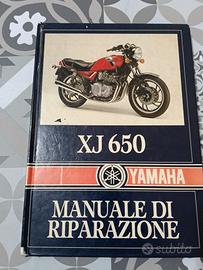 XJ 650
YAMAHA
MANUALE DI
RIPARAZIONE
subito